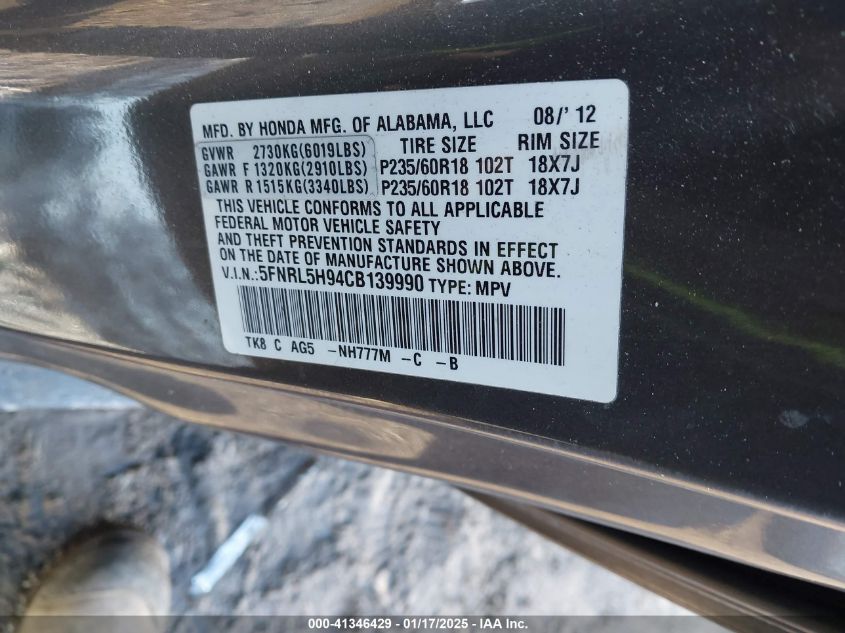 MFD. BY HONDA MFG. OF ALABAMA, LLC 08/' 12
TIRE SIZE RIM SIZE
GVWR 2730KG(6019LBS)
GAWR F 1320KG(2910LBS) P235/60R18 102T 18X7J
GAWR R 1515KG(3340LBS) P235/60R18 102T 18X7J
THIS VEHICLE CONFORMS TO ALL APPLICABLE
FEDERAL MOTOR VEHICLE SAFETY
AND THEFT PREVENTION STANDARDS IN EFFECT
ON THE DATE OF MANUFACTURE SHOWN ABOVE.
V.I.N.:5FNRL5H94CB139990 TYPE: MPV
TK8 C AG5 -NH777M -C -B
000-41346429 - 01/17/2025 - IAA Inc.